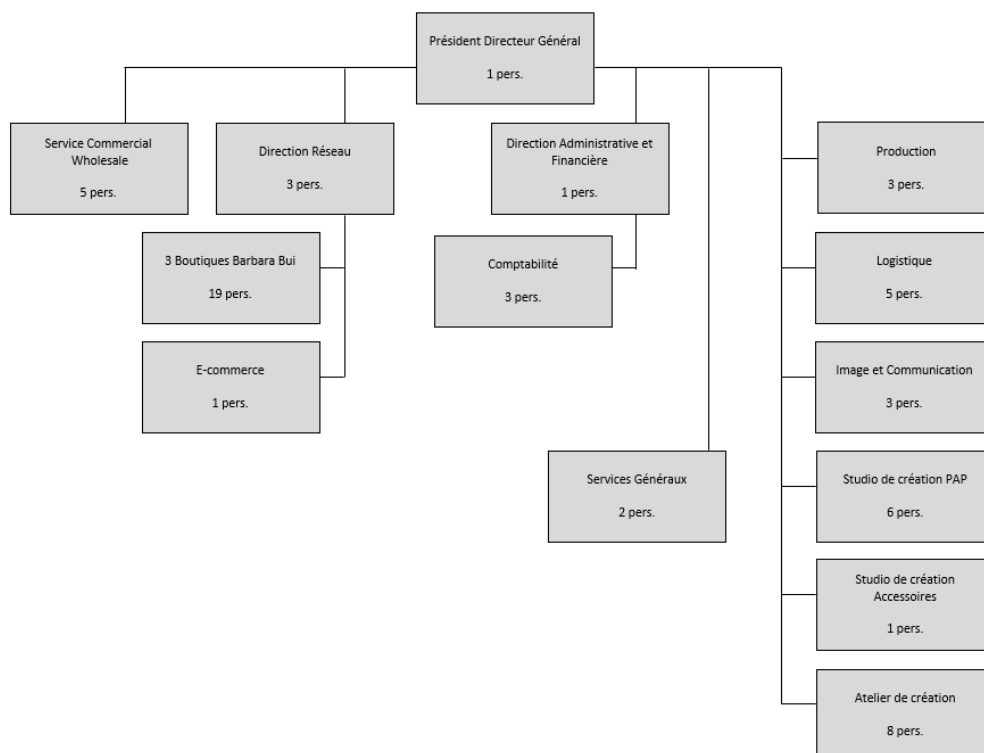 Président Directeur Général
1 pers.
Service Commercial
Wholesale
5 pers.
Direction Réseau
3 pers.
Direction Administrative et
Financière
1 pers.
Production
3 pers.
3 Boutiques Barbara Bui
19 pers.
Comptabilité
3 pers.
Logistique
5 pers.
E-commerce
1 pers.
Image et Communication
3 pers.
Services Généraux
2 pers.
Studio de création PAP
6 pers.
Studio de création
Accessoires
1 pers.
Atelier de création
8 pers.